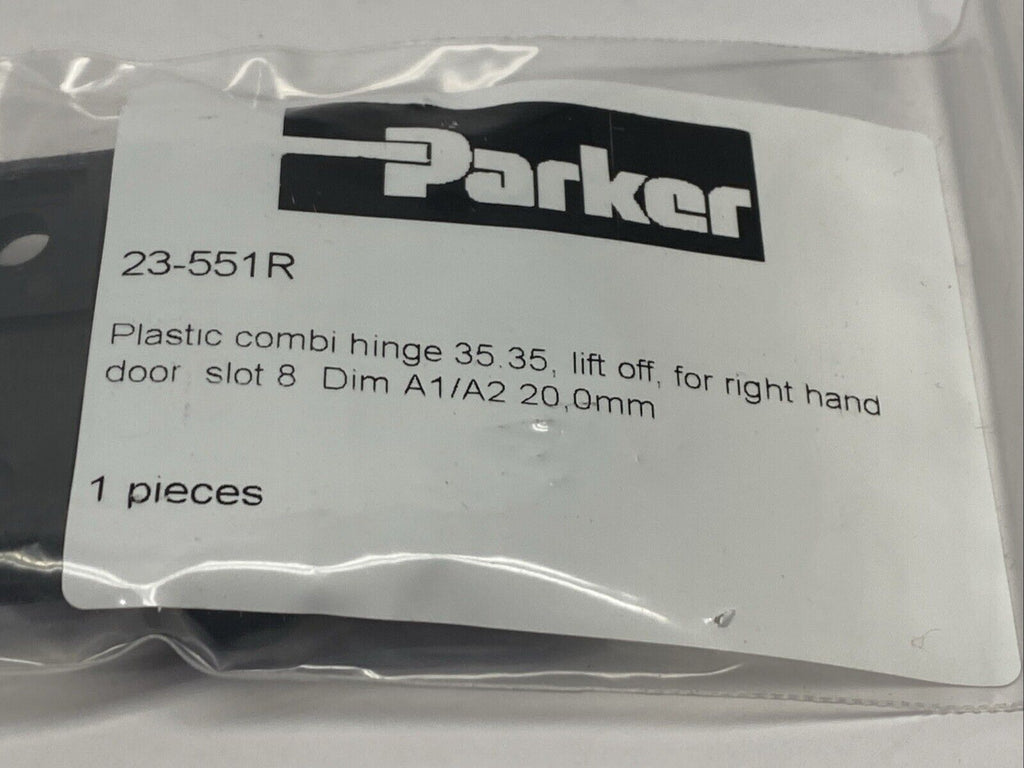 Parker
23-551R
Plastic combi hinge 35.35, lift off, for right hand
door slot 8 Dim A1/A2 20,0mm
1 pieces